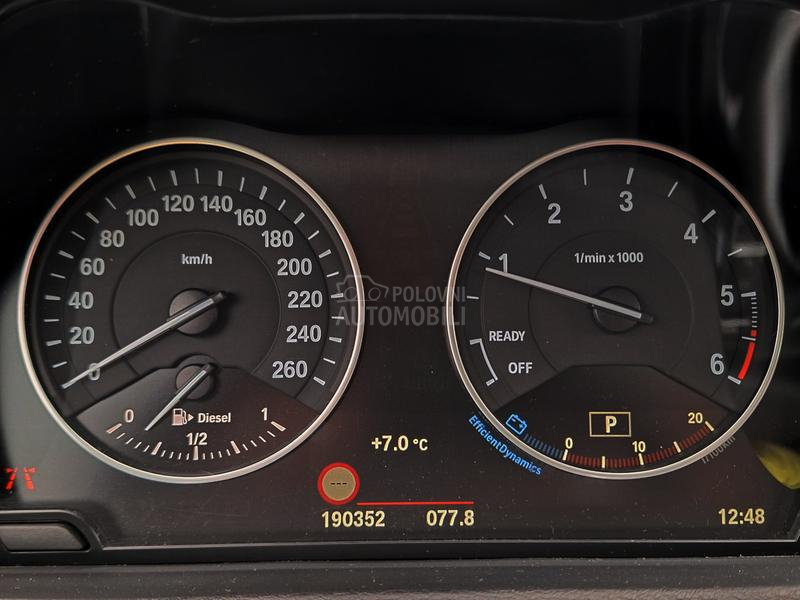 0 20 40 60 80 100 120 140 160 180 200 220 240 260
km/h
0 1/2 1
Diesel
POLOVNI
AUTOMOBILI
1 2 3 4 5 6
1/min x 1000
READY
OFF
P
EfficientDynamics
0 10 20
l/100km
+7.0 °C
---
190352 077.8
12:48